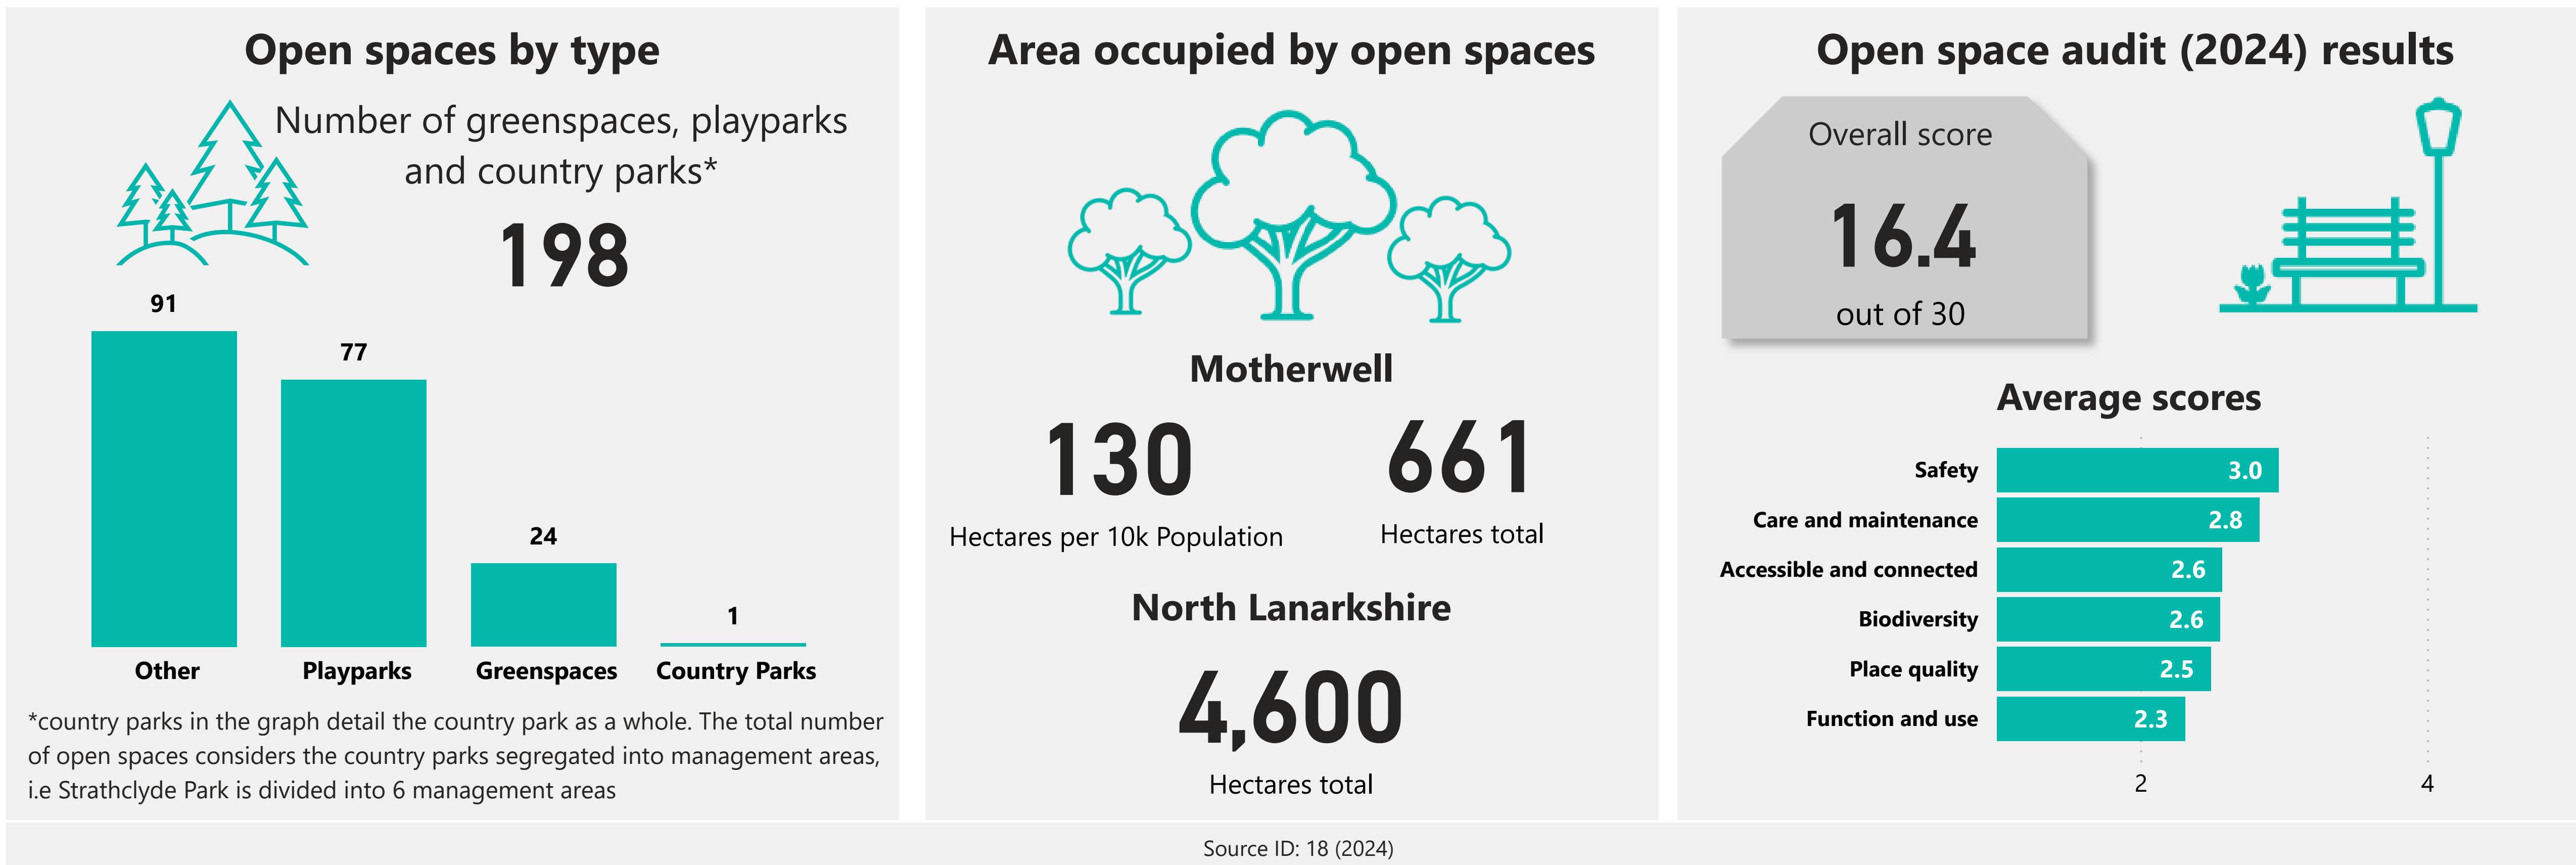 Open spaces by type
Number of greenspaces, playparks
and country parks*
198
91
77
24
1
Other
Playparks
Greenspaces
Country Parks
*country parks in the graph detail the country park as a whole. The total number
of open spaces considers the country parks segregated into management areas,
i.e Strathclyde Park is divided into 6 management areas
Area occupied by open spaces
Motherwell
130
Hectares per 10k Population
661
Hectares total
North Lanarkshire
4,600
Hectares total
Open space audit (2024) results
Overall score
16.4
out of 30
Average scores
Safety 3.0
Care and maintenance 2.8
Accessible and connected 2.6
Biodiversity 2.6
Place quality 2.5
Function and use 2.3
2 4
Source ID: 18 (2024)